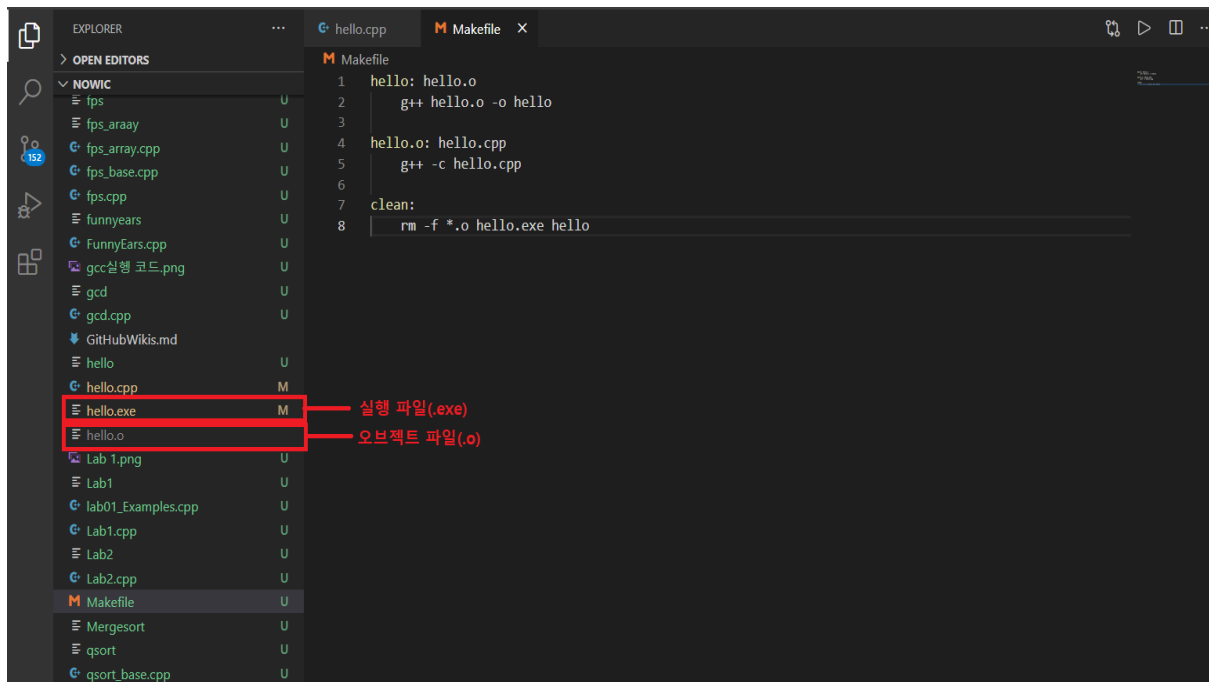 EXPLORER
OPEN EDITORS
NOWIC
fps U
fps_araay U
fps_array.cpp U
fps_base.cpp U
fps.cpp U
funnyears U
FunnyEars.cpp U
gcc실행 코드.png U
gcd U
gcd.cpp U
GitHubWikis.md
hello U
hello.cpp M
hello.exe M
hello.o
Lab 1.png U
Lab1 U
lab01_Examples.cpp U
Lab1.cpp U
Lab2 U
Lab2.cpp U
Makefile U
Mergesort U
qsort U
qsort_base.cpp U
152
hello.cpp
M Makefile
M Makefile
1 hello: hello.o
2 g++ hello.o -o hello
3
4 hello.o: hello.cpp
5 g++ -c hello.cpp
6
7 clean:
8 rm -f *.o hello.exe hello
실행 파일(.exe)
오브젝트 파일(.o)